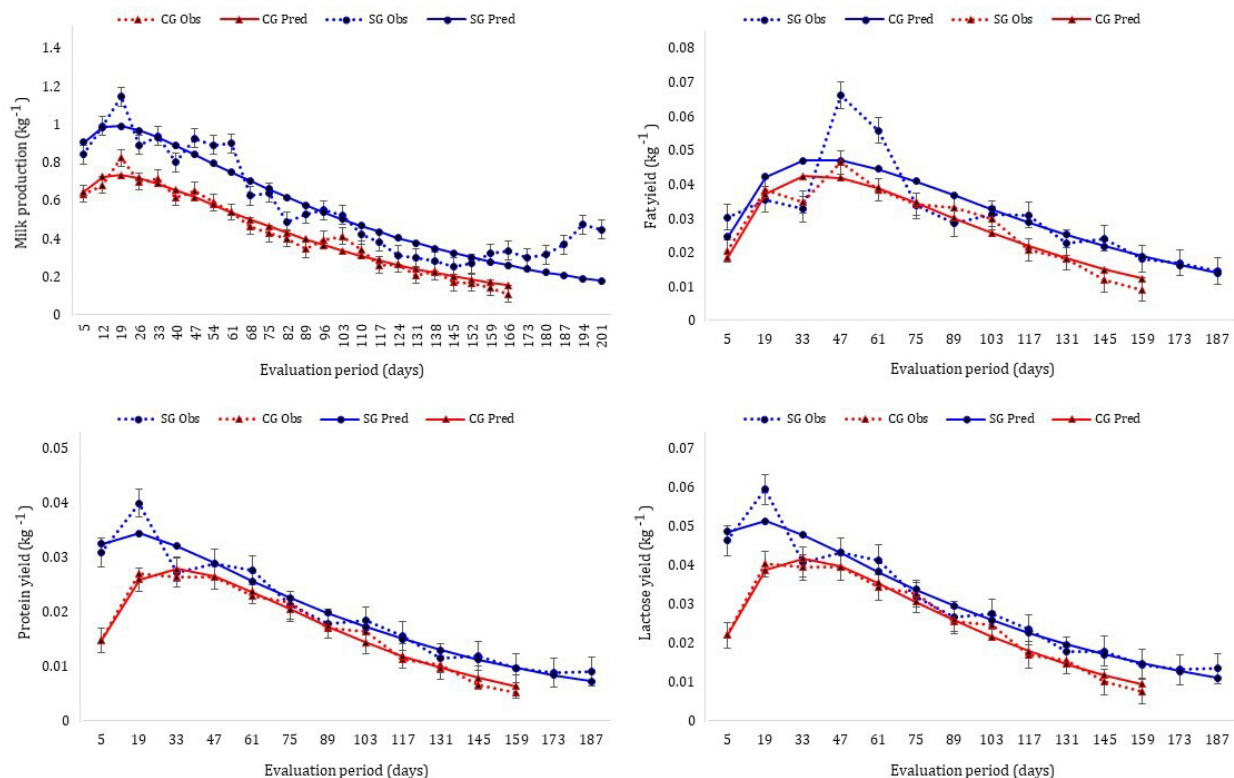 CG Obs CG Pred SG Obs SG Pred
Milk production (kg⁻¹)
1.4
1.2
1
0.8
0.6
0.4
0.2
0
5 12 19 26 33 40 47 54 61 68 75 82 89 96 103 110 117 124 131 138 145 152 159 166 173 180 187 194 201
Evaluation period (days)
SG Obs CG Pred SG Obs CG Pred
Fat yield (kg⁻¹)
0.08
0.07
0.06
0.05
0.04
0.03
0.02
0.01
0
5 19 33 47 61 75 89 103 117 131 145 159 173 187
Evaluation period (days)
SG Obs CG Obs SG Pred CG Pred
Protein yield (kg⁻¹)
0.05
0.04
0.03
0.02
0.01
0
5 19 33 47 61 75 89 103 117 131 145 159 173 187
Evaluation period (days)
SG Obs CG Obs SG Pred CG Pred
Lactose yield (kg⁻¹)
0.07
0.06
0.05
0.04
0.03
0.02
0.01
0
5 19 33 47 61 75 89 103 117 131 145 159 173 187
Evaluation period (days)